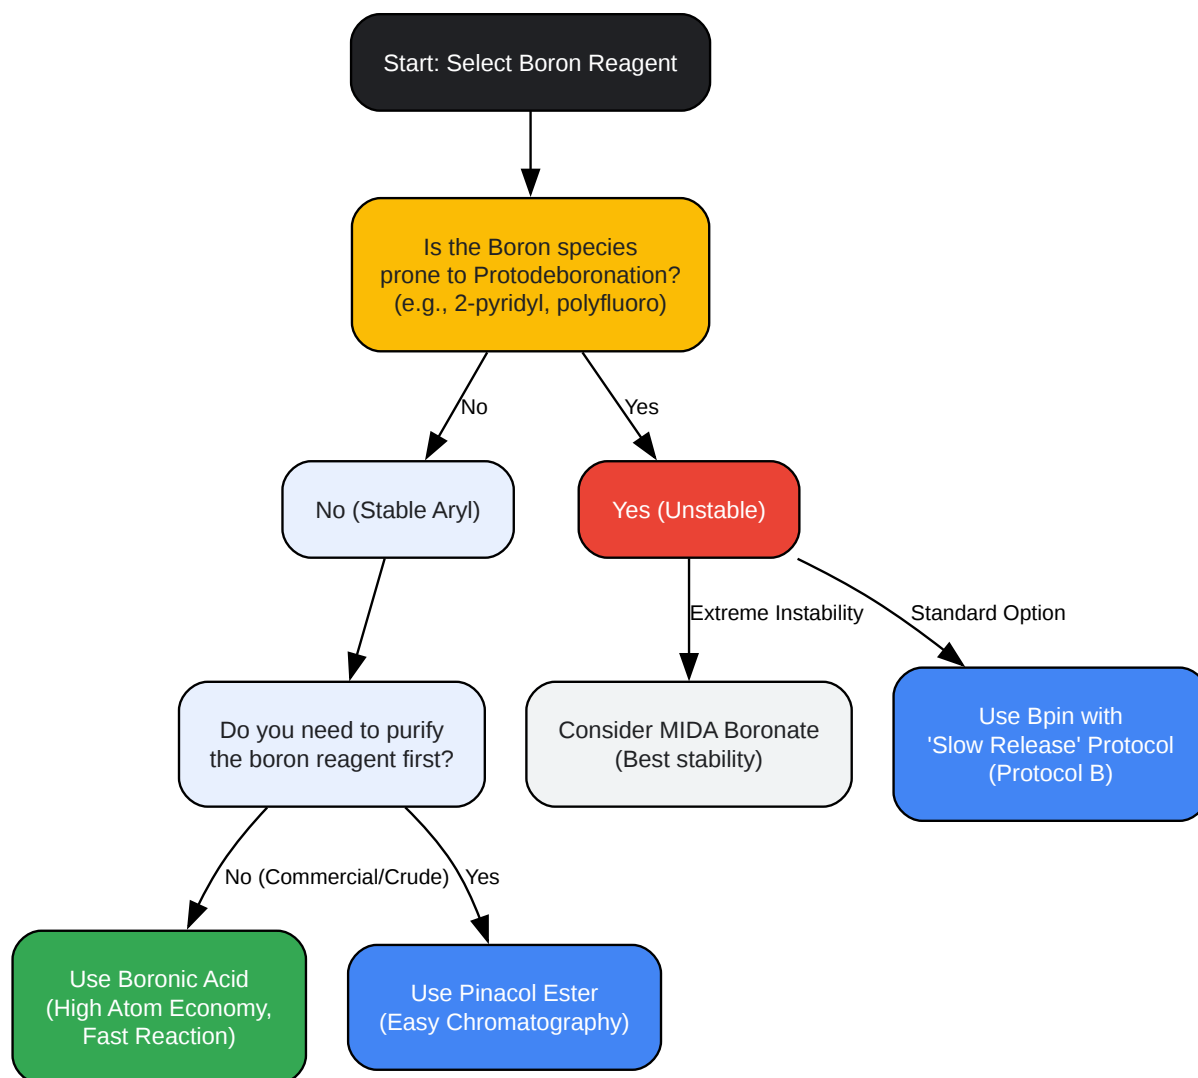 Start: Select Boron Reagent
Is the Boron species
prone to Protodeboronation?
(e.g., 2-pyridyl, polyfluoro)
No
Yes
No (Stable Aryl)
Yes (Unstable)
Extreme Instability
Standard Option
Do you need to purify
the boron reagent first?
Consider MIDA Boronate
(Best stability)
Use Bpin with
'Slow Release' Protocol
(Protocol B)
No (Commercial/Crude)
Yes
Use Boronic Acid
(High Atom Economy,
Fast Reaction)
Use Pinacol Ester
(Easy Chromatography)